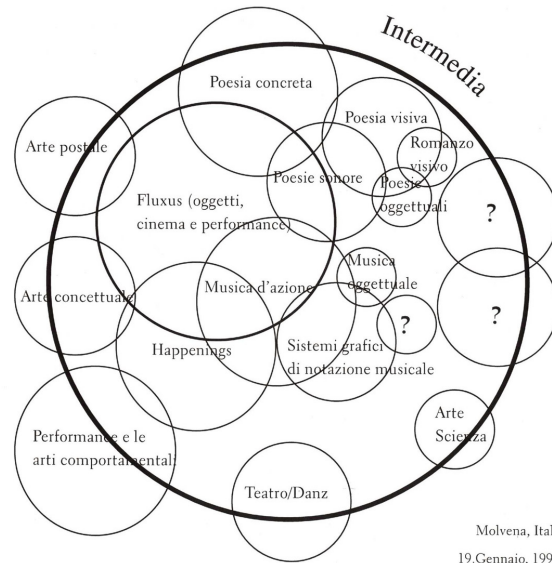 Intermedia
Poesia concreta
Poesia visiva
Arte postale
Romanzo
visivo
Poesie sonore
Poesie
oggettuali
Fluxus (oggetti,
cinema e performance)
?
Musica
oggettuale
Musica d'azione
Arte concettuale
?
?
Happenings
Sistemi grafici
di notazione musicale
Arte
Scienza
Performance e le
arti comportamentali
Teatro/Danz
Molvena, Ital
19.Gennaio, 199